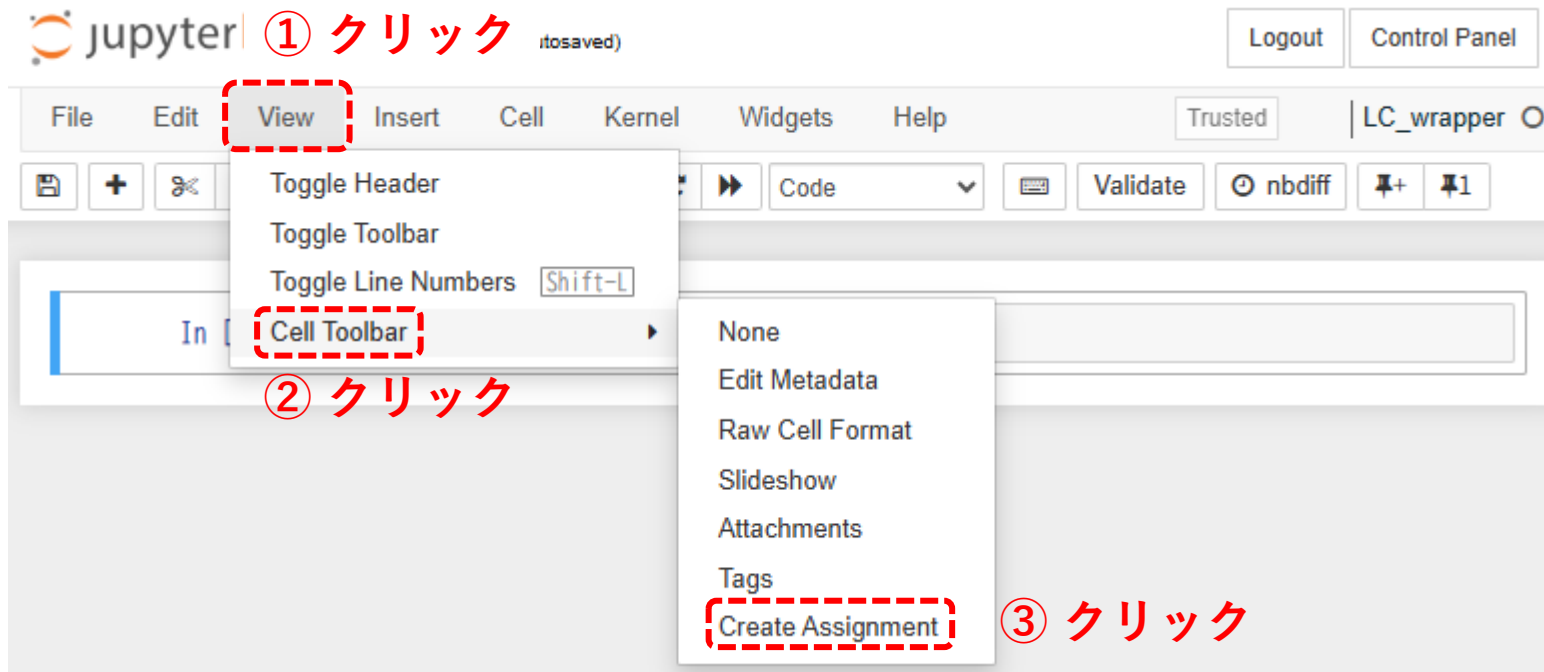 jupyter ① クリック tosaved) Logout Control Panel
File Edit View Insert Cell Kernel Widgets Help Trusted LC_wrapper
Code Validate nbdiff + 1
Toggle Header
Toggle Toolbar
Toggle Line Numbers Shift-L
In [ Cell Toolbar
② クリック
None
Edit Metadata
Raw Cell Format
Slideshow
Attachments
Tags
Create Assignment ③ クリック